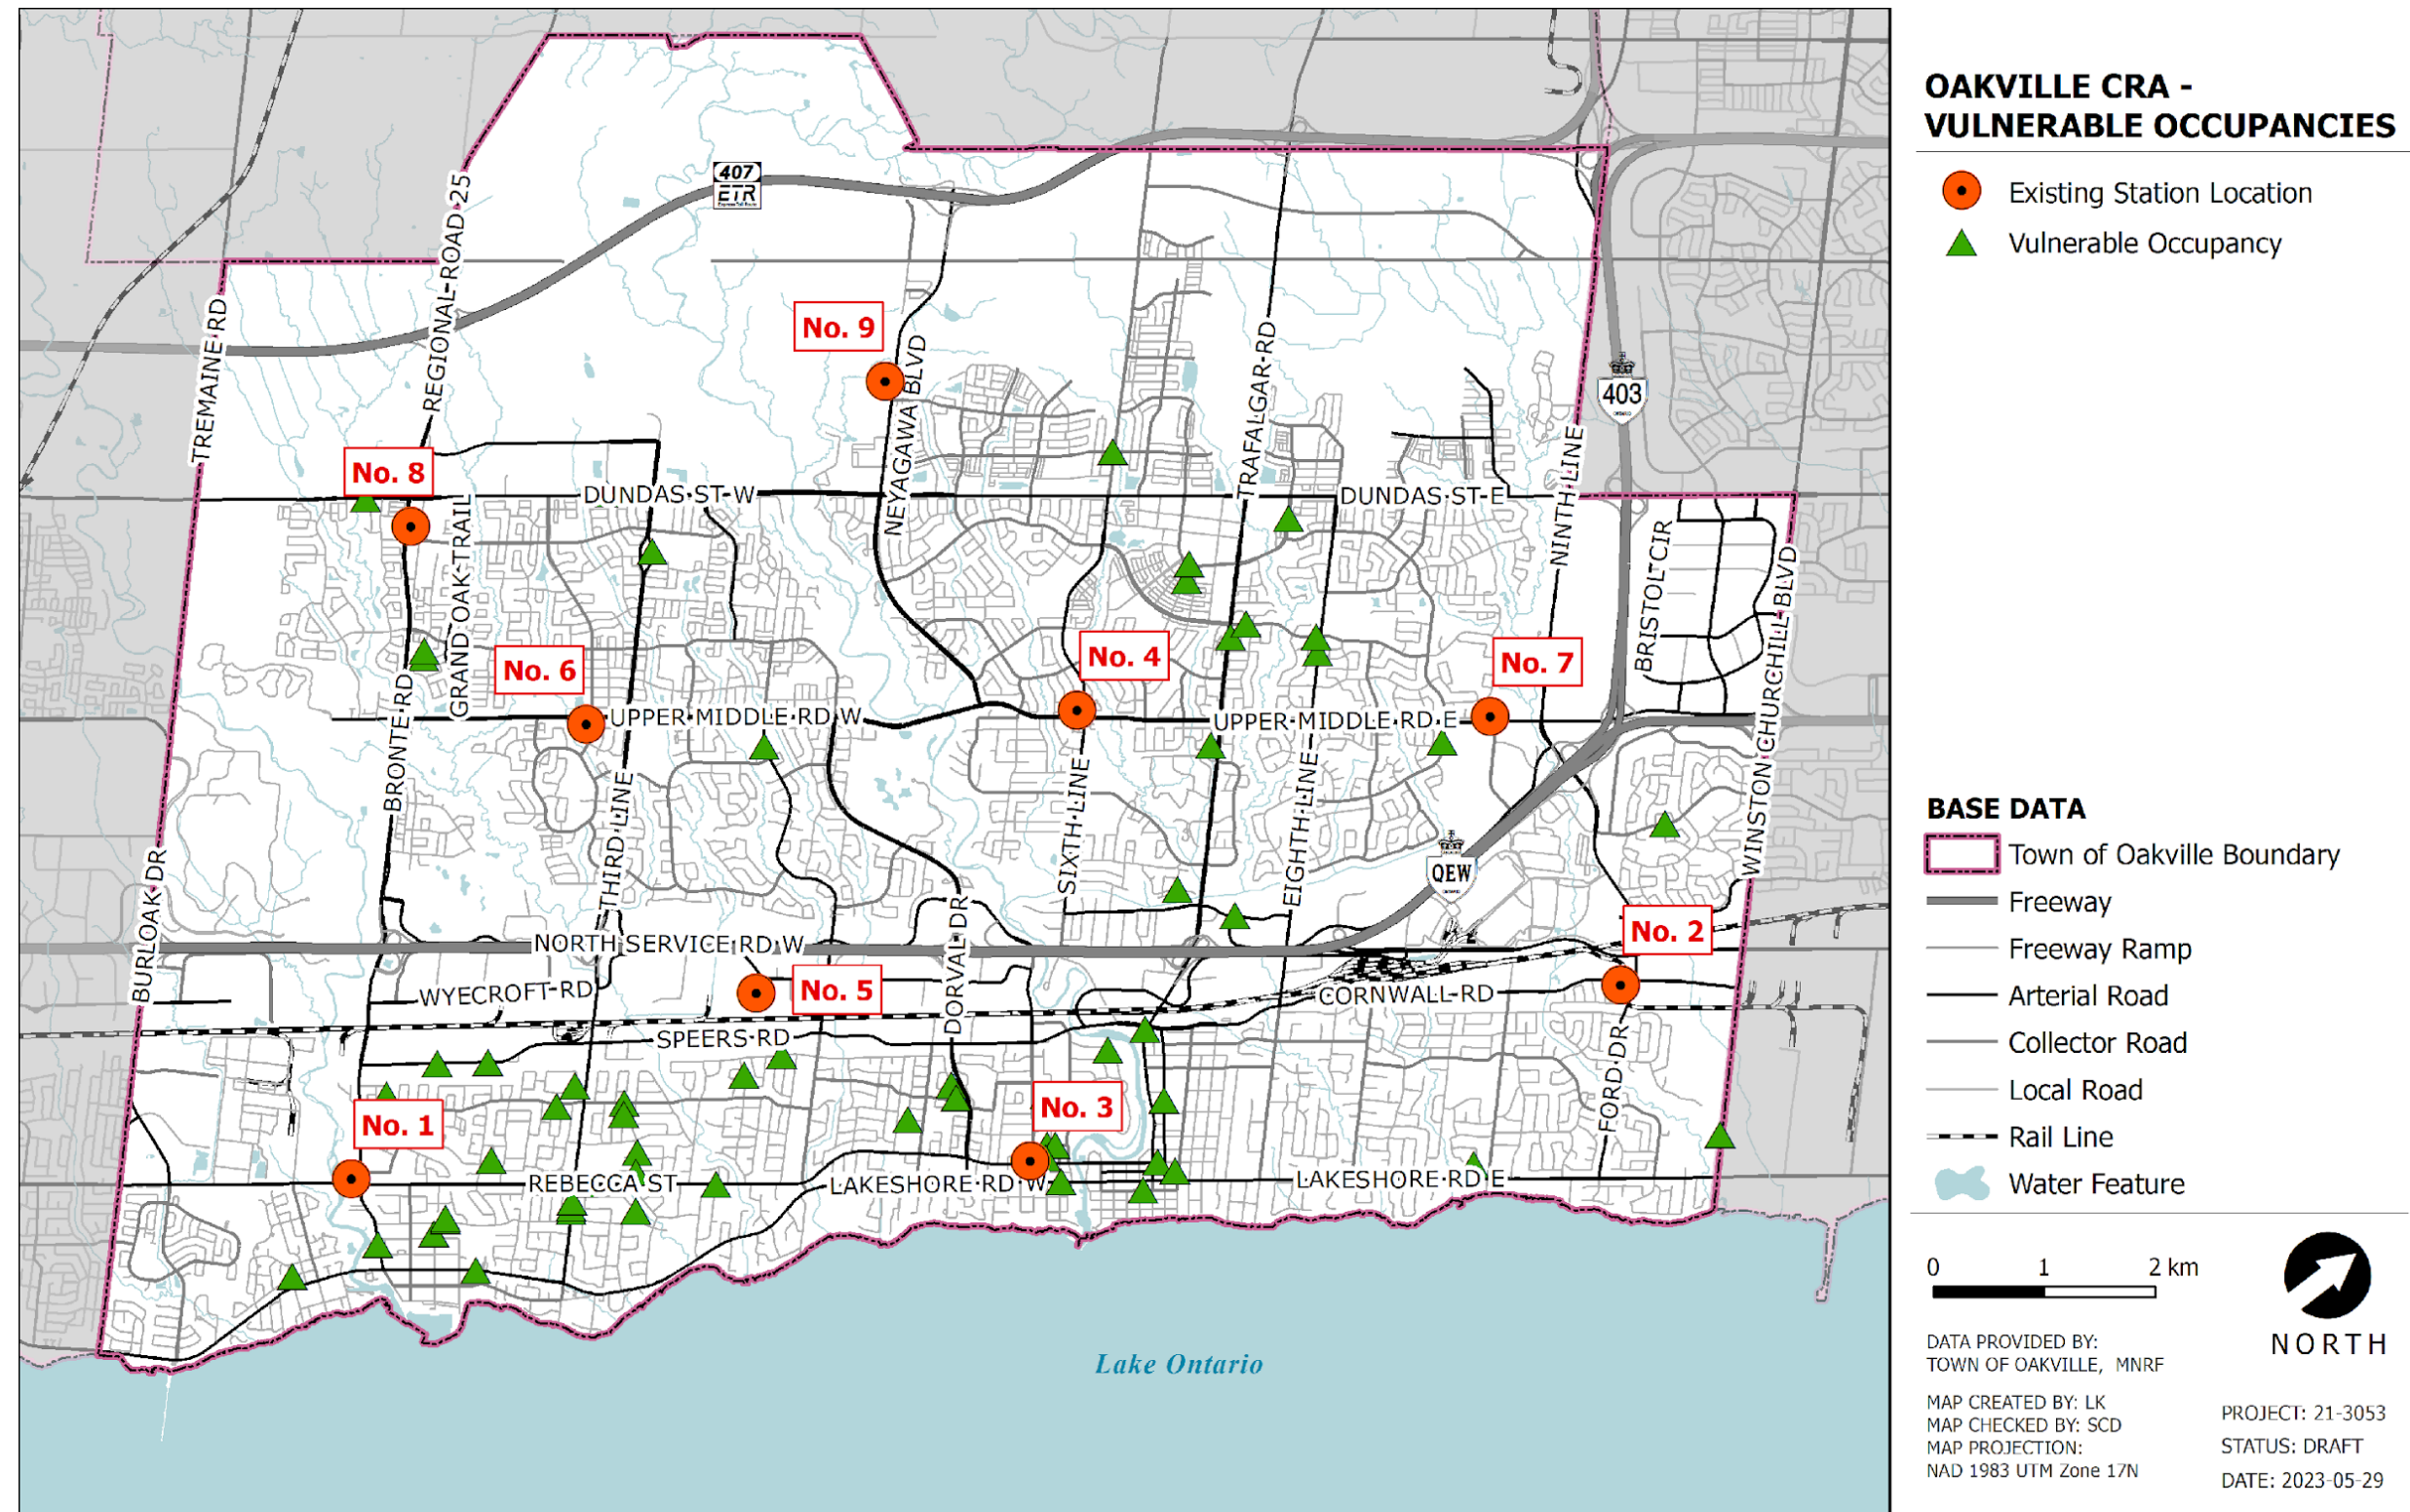 OAKVILLE CRA -
VULNERABLE OCCUPANCIES
Existing Station Location
Vulnerable Occupancy
407
ETR
REGIONAL ROAD 25
TREMAINE RD
No. 9
NEYAGAWA BLVD
TRAFALGAR RD
403
NINTH LINE
No. 8
DUNDAS ST W
DUNDAS ST E
GRAND OAK TRAIL
BRISTOL CIR
WINSTON CHURCHILL BLVD
No. 6
No. 4
No. 7
BRONTE RD
UPPER MIDDLE RD W
UPPER MIDDLE RD E
THIRD LINE
SIXTH LINE
EIGHTH LINE
QEW
BURLOAK DR
DORVAL DR
NORTH SERVICE RD W
No. 2
WYECROFT RD
No. 5
CORNWALL RD
SPEERS RD
FORD DR
No. 1
No. 3
REBECCA ST
LAKESHORE RD W
LAKESHORE RD E
Lake Ontario
BASE DATA
Town of Oakville Boundary
Freeway
Freeway Ramp
Arterial Road
Collector Road
Local Road
Rail Line
Water Feature
0 1 2 km
NORTH
DATA PROVIDED BY:
TOWN OF OAKVILLE, MNRF
MAP CREATED BY: LK
MAP CHECKED BY: SCD
MAP PROJECTION:
NAD 1983 UTM Zone 17N
PROJECT: 21-3053
STATUS: DRAFT
DATE: 2023-05-29